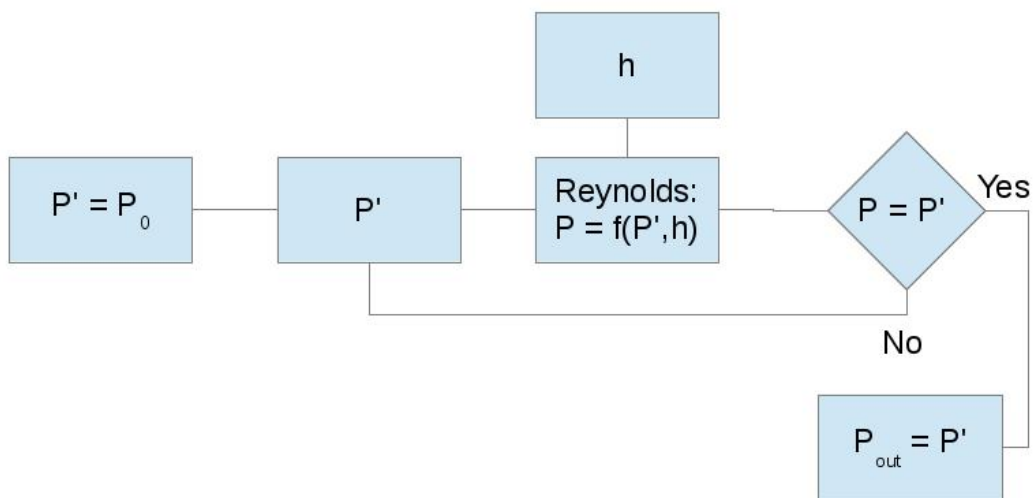 h
P' = P₀
P'
Reynolds:
P = f(P',h)
P = P'
Yes
No
Pₒᵤₜ = P'